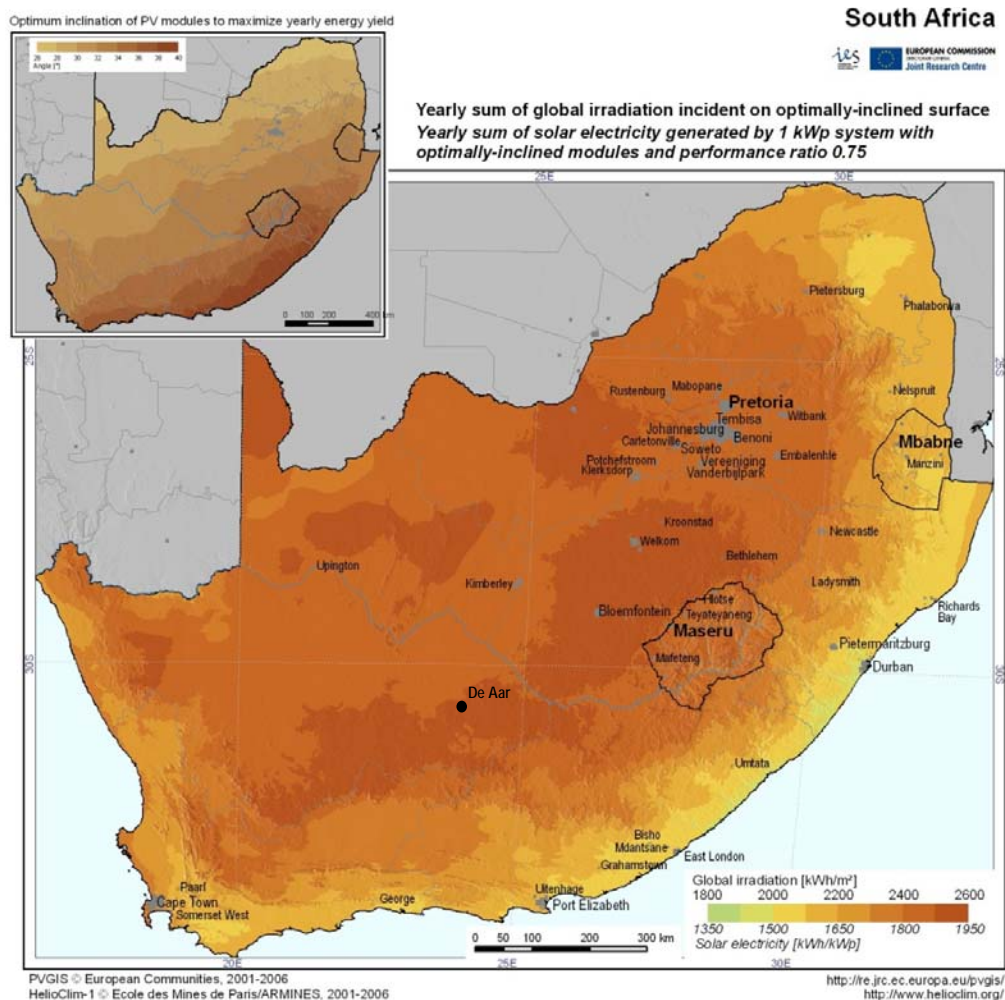 Optimum inclination of PV modules to maximize yearly energy yield
26 28 30 32 34 36 38 40
Angle [°]
0 100 200 400 km
South Africa
ies
EUROPEAN COMMISSION
DIRECTORATE GENERAL
Joint Research Centre
Yearly sum of global irradiation incident on optimally-inclined surface
Yearly sum of solar electricity generated by 1 kWp system with
optimally-inclined modules and performance ratio 0.75
25E 30E
25S 25S
Pietersburg
Phalaborwa
Nelspruit
Rustenburg Mabopane
Pretoria
Tembisa Witbank
Johannesburg Benoni
Carletonville Soweto
Potchefstroom Vereeniging Embalenhle
Klerksdorp Vanderbijlpark
Mbabne
Manzini
Kroonstad
Welkom Newcastle
Bethlehem
Upington
Kimberley Ladysmith
Hlotse
Bloemfontein Teyateyaneng
Richards
Bay
Maseru
Mafeteng
Pietermaritzburg
Durban
30S 30S
De Aar
Umtata
Bisho
Mdantsane
East London
Grahamstown
Uitenhage
Port Elizabeth
Paarl
Cape Town
Somerset West
George
Global irradiation [kWh/m²]
1800 2000 2200 2400 2600
1350 1500 1650 1800 1950
Solar electricity [kWh/kWp]
0 50 100 200 300 km
20E 25E 30E
PVGIS © European Communities, 2001-2006
HelioClim-1 © Ecole des Mines de Paris/ARMINES, 2001-2006
http://re.jrc.ec.europa.eu/pvgis/
http://www.helioclim.org/